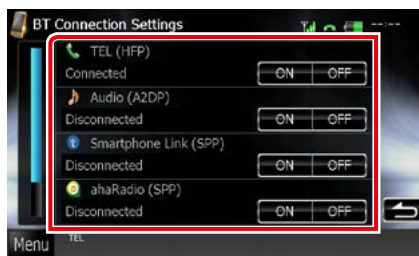 BT Connection Settings
--:--
TEL (HFP)
Connected
ON OFF
Audio (A2DP)
Disconnected
ON OFF
Smartphone Link (SPP)
Disconnected
ON OFF
ahaRadio (SPP)
Disconnected
ON OFF
Menu
TEL